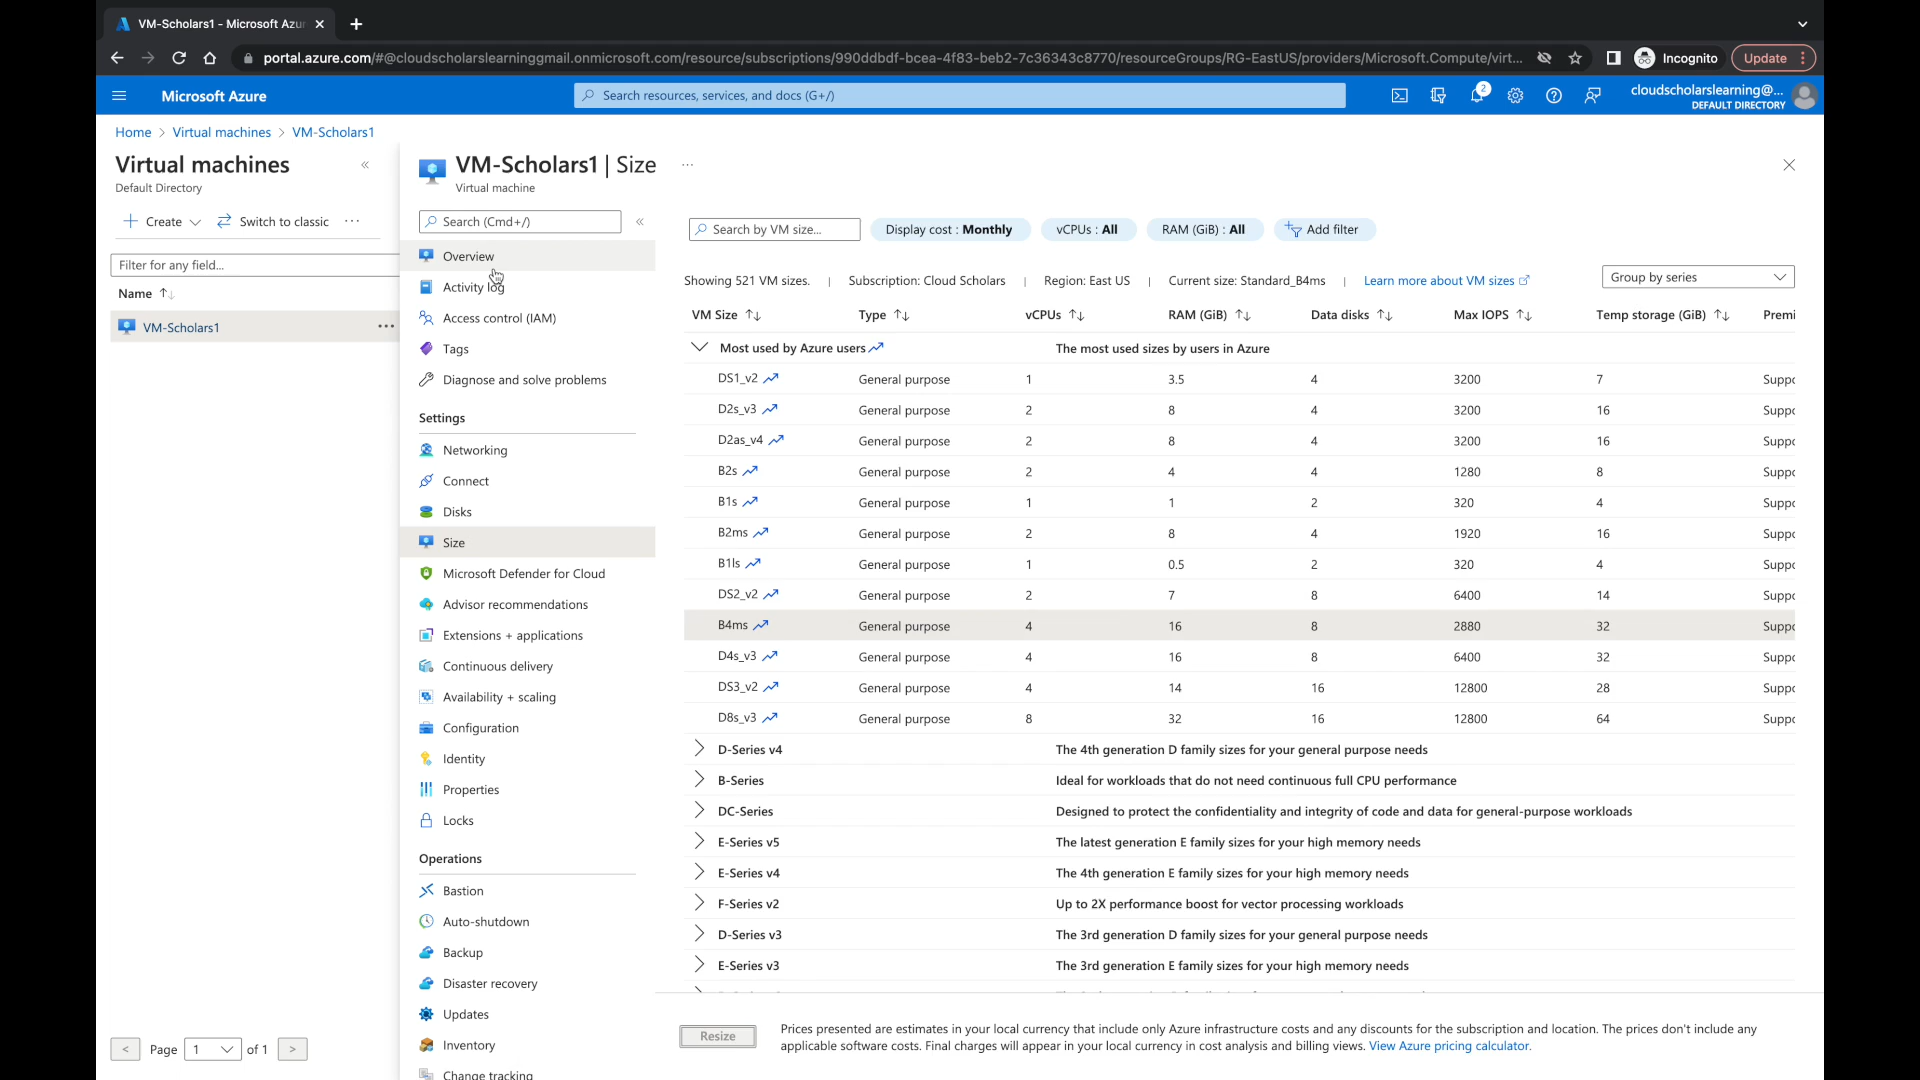 VM-Scholars1 - Microsoft Azu
portal.azure.com/#@cloudscholarslearninggmail.onmicrosoft.com/resource/subscriptions/990ddbdf-bcea-4f83-beb2-7c36343c8770/resourceGroups/RG-EastUS/providers/Microsoft.Compute/virt...
Incognito
Update
Microsoft Azure
Search resources, services, and docs (G+/)
2
cloudscholarslearning@...
DEFAULT DIRECTORY
Home > Virtual machines > VM-Scholars1
Virtual machines
Default Directory
Create
Switch to classic
Filter for any field...
Name
VM-Scholars1
Page 1 of 1
VM-Scholars1 | Size
Virtual machine
Search (Cmd+/)
Overview
Activity log
Access control (IAM)
Tags
Diagnose and solve problems
Settings
Networking
Connect
Disks
Size
Microsoft Defender for Cloud
Advisor recommendations
Extensions + applications
Continuous delivery
Availability + scaling
Configuration
Identity
Properties
Locks
Operations
Bastion
Auto-shutdown
Backup
Disaster recovery
Updates
Inventory
Change tracking
Search by VM size...
Display cost : Monthly
vCPUs : All
RAM (GiB) : All
Add filter
Showing 521 VM sizes. | Subscription: Cloud Scholars | Region: East US | Current size: Standard_B4ms | Learn more about VM sizes
Group by series
VM Size Type vCPUs RAM (GiB) Data disks Max IOPS Temp storage (GiB) Premi
Most used by Azure users The most used sizes by users in Azure
DS1_v2 General purpose 1 3.5 4 3200 7 Suppo
D2s_v3 General purpose 2 8 4 3200 16 Suppo
D2as_v4 General purpose 2 8 4 3200 16 Suppo
B2s General purpose 2 4 4 1280 8 Suppo
B1s General purpose 1 1 2 320 4 Suppo
B2ms General purpose 2 8 4 1920 16 Suppo
B1ls General purpose 1 0.5 2 320 4 Suppo
DS2_v2 General purpose 2 7 8 6400 14 Suppo
B4ms General purpose 4 16 8 2880 32 Suppo
D4s_v3 General purpose 4 16 8 6400 32 Suppo
DS3_v2 General purpose 4 14 16 12800 28 Suppo
D8s_v3 General purpose 8 32 16 12800 64 Suppo
D-Series v4 The 4th generation D family sizes for your general purpose needs
B-Series Ideal for workloads that do not need continuous full CPU performance
DC-Series Designed to protect the confidentiality and integrity of code and data for general-purpose workloads
E-Series v5 The latest generation E family sizes for your high memory needs
E-Series v4 The 4th generation E family sizes for your high memory needs
F-Series v2 Up to 2X performance boost for vector processing workloads
D-Series v3 The 3rd generation D family sizes for your general purpose needs
E-Series v3 The 3rd generation E family sizes for your high memory needs
Resize
Prices presented are estimates in your local currency that include only Azure infrastructure costs and any discounts for the subscription and location. The prices don't include any
applicable software costs. Final charges will appear in your local currency in cost analysis and billing views. View Azure pricing calculator.